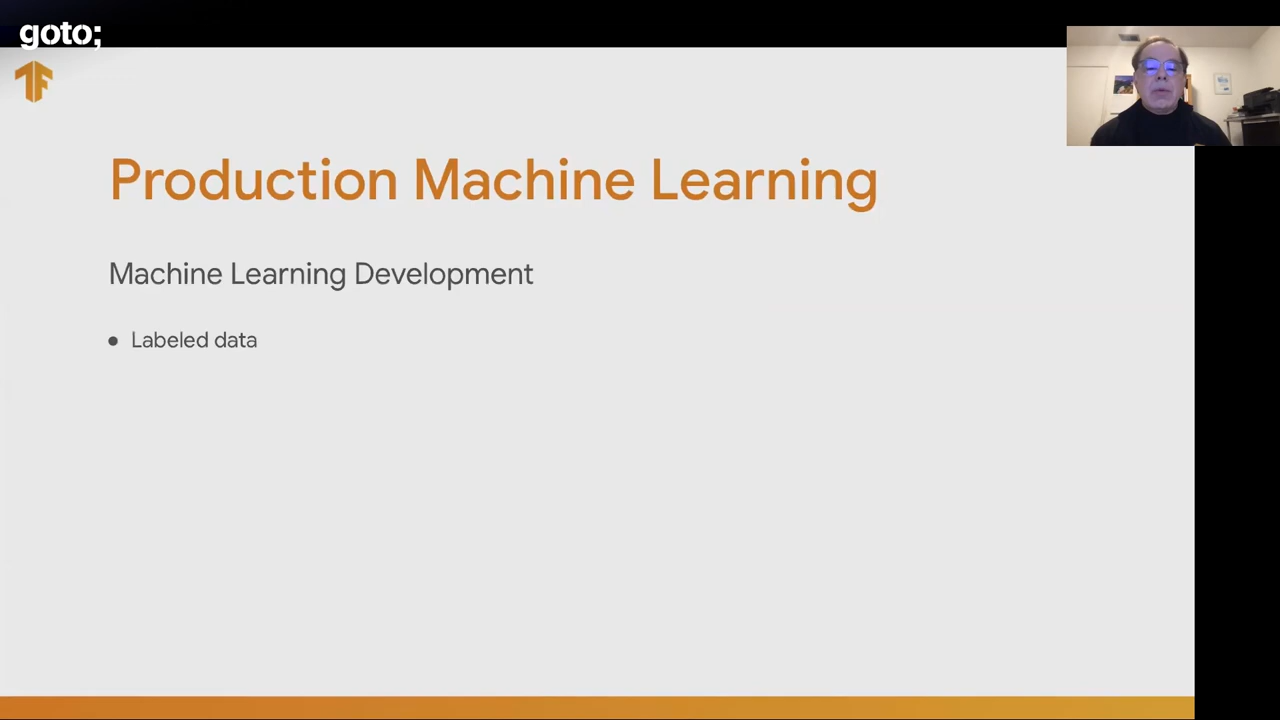 goto;
Production Machine Learning
Machine Learning Development
● Labeled data